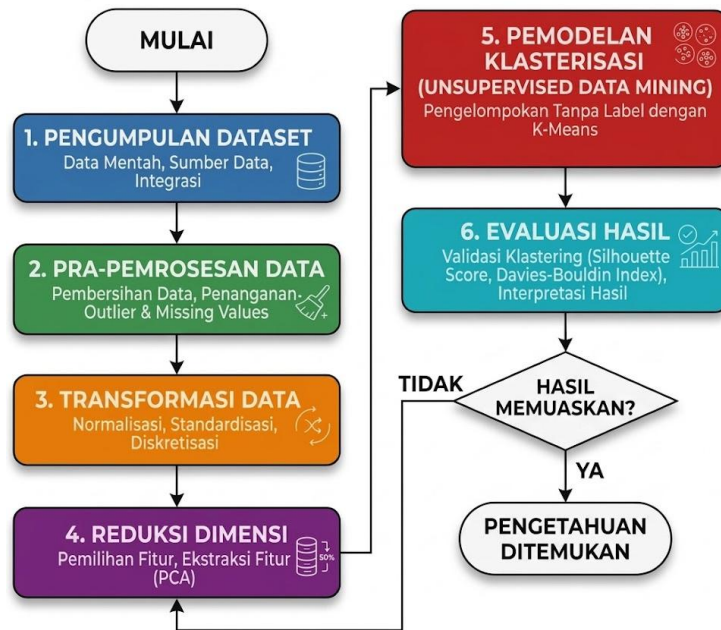 MULAI
1. PENGUMPULAN DATASET
Data Mentah, Sumber Data,
Integrasi
2. PRA-PEMROSESAN DATA
Pembersihan Data, Penanganan
Outlier & Missing Values
3. TRANSFORMASI DATA
Normalisasi, Standardisasi,
Diskretisasi
4. REDUKSI DIMENSI
Pemilihan Fitur, Ekstraksi Fitur
(PCA)
50%
5. PEMODELAN
KLASTERISASI
(UNSUPERVISED DATA MINING)
Pengelompokan Tanpa Label dengan
K-Means
6. EVALUASI HASIL
Validasi Klastering (Silhouette
Score, Davies-Bouldin Index),
Interpretasi Hasil
TIDAK
HASIL
MEMUASKAN?
YA
PENGETAHUAN
DITEMUKAN